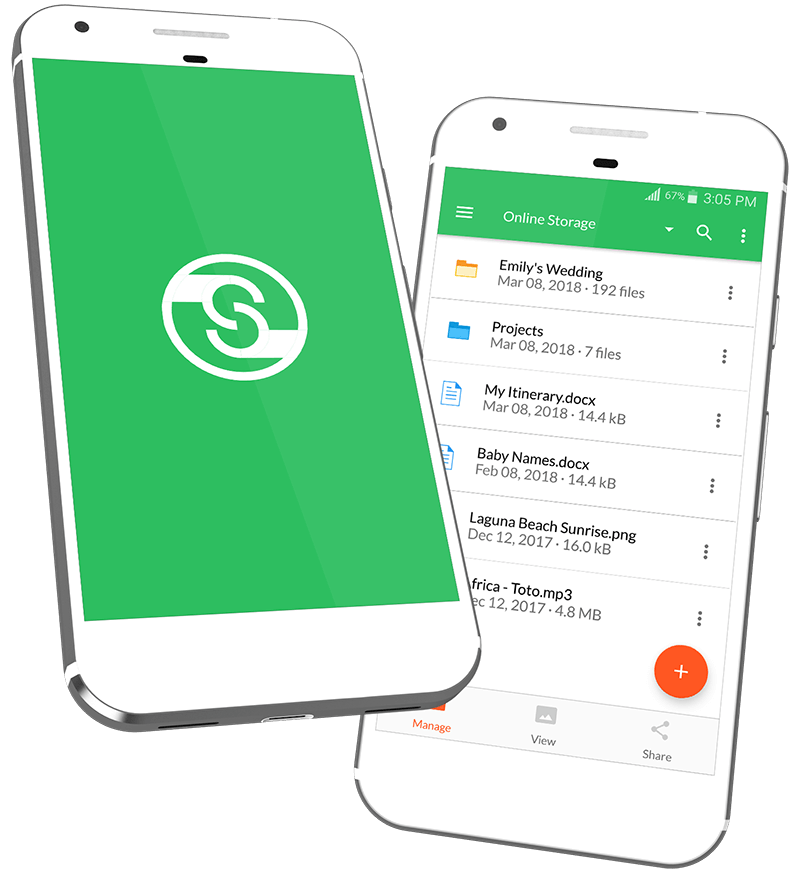 67% 3:05 PM
Online Storage
Emily's Wedding
Mar 08, 2018 · 192 files
Projects
Mar 08, 2018 · 7 files
My Itinerary.docx
Mar 08, 2018 · 14.4 kB
Baby Names.docx
Feb 08, 2018 · 14.4 kB
Laguna Beach Sunrise.png
Dec 12, 2017 · 16.0 kB
frica - Toto.mp3
ec 12, 2017 · 4.8 MB
+
Manage
View
Share